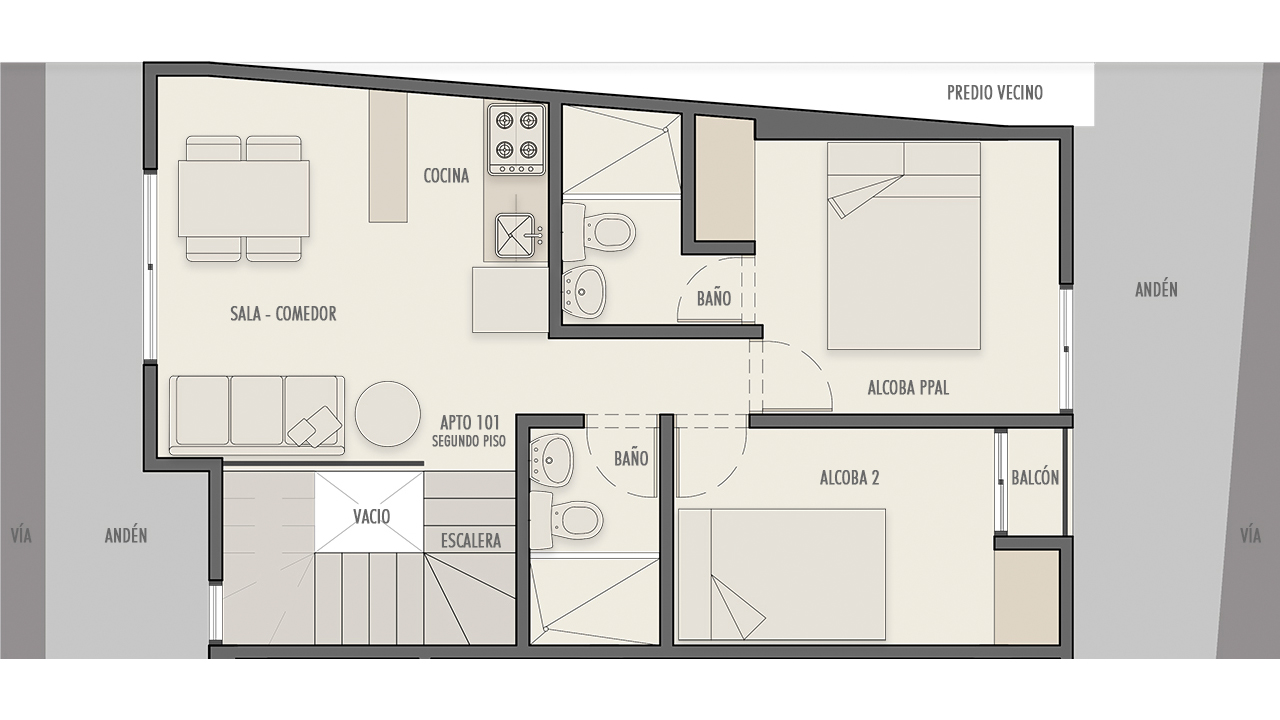 PREDIO VECINO
COCINA
ANDÉN
BAÑO
SALA - COMEDOR
ALCOBA PPAL
APTO 101
SEGUNDO PISO
BAÑO
ALCOBA 2
BALCÓN
VACIO
VÍA
ANDÉN
ESCALERA
VÍA